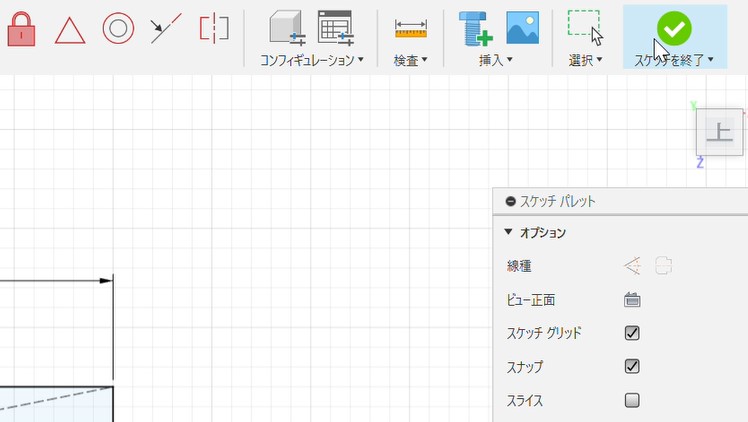 コンフィギュレーション▼ 検査▼ 挿入▼ 選択▼ スケッチを終了▼
Y
上
Z
スケッチ パレット
▼ オプション
線種
ビュー正面
スケッチ グリッド
スナップ
スライス